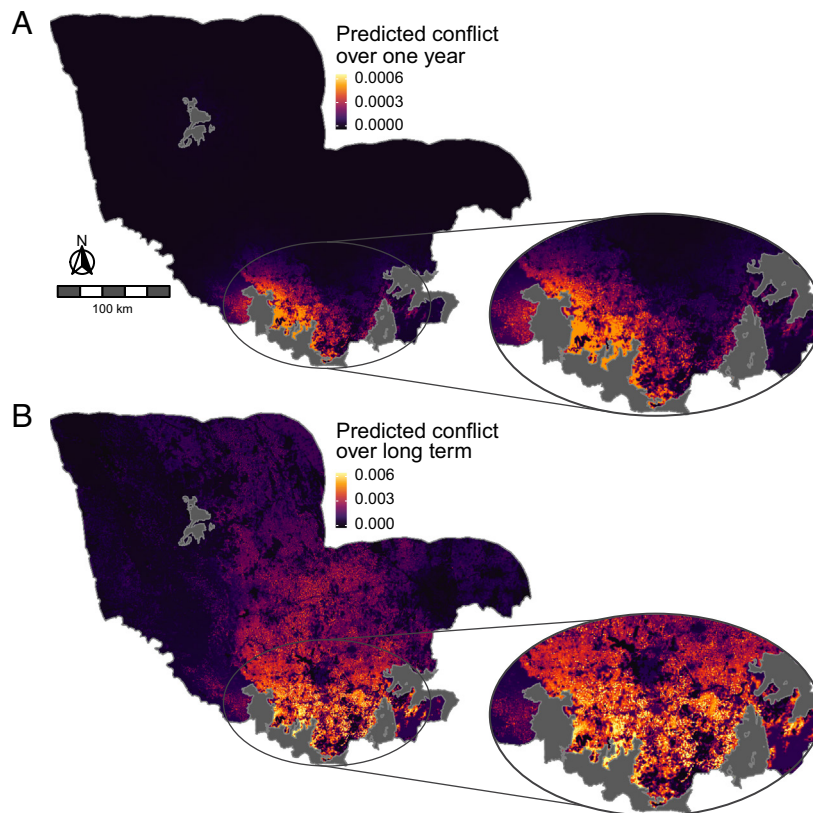 A
Predicted conflict
over one year
0.0006
0.0003
0.0000
N
100 km
B
Predicted conflict
over long term
0.006
0.003
0.000